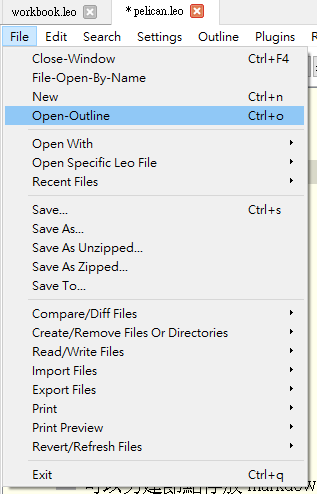 workbook.leo
* pelican.leo
File Edit Search Settings Outline Plugins
Close-Window Ctrl+F4
File-Open-By-Name
New Ctrl+n
Open-Outline Ctrl+o
Open With
Open Specific Leo File
Recent Files
Save... Ctrl+s
Save As...
Save As Unzipped...
Save As Zipped...
Save To...
Compare/Diff Files
Create/Remove Files Or Directories
Read/Write Files
Import Files
Export Files
Print
Print Preview
Revert/Refresh Files
Exit Ctrl+q